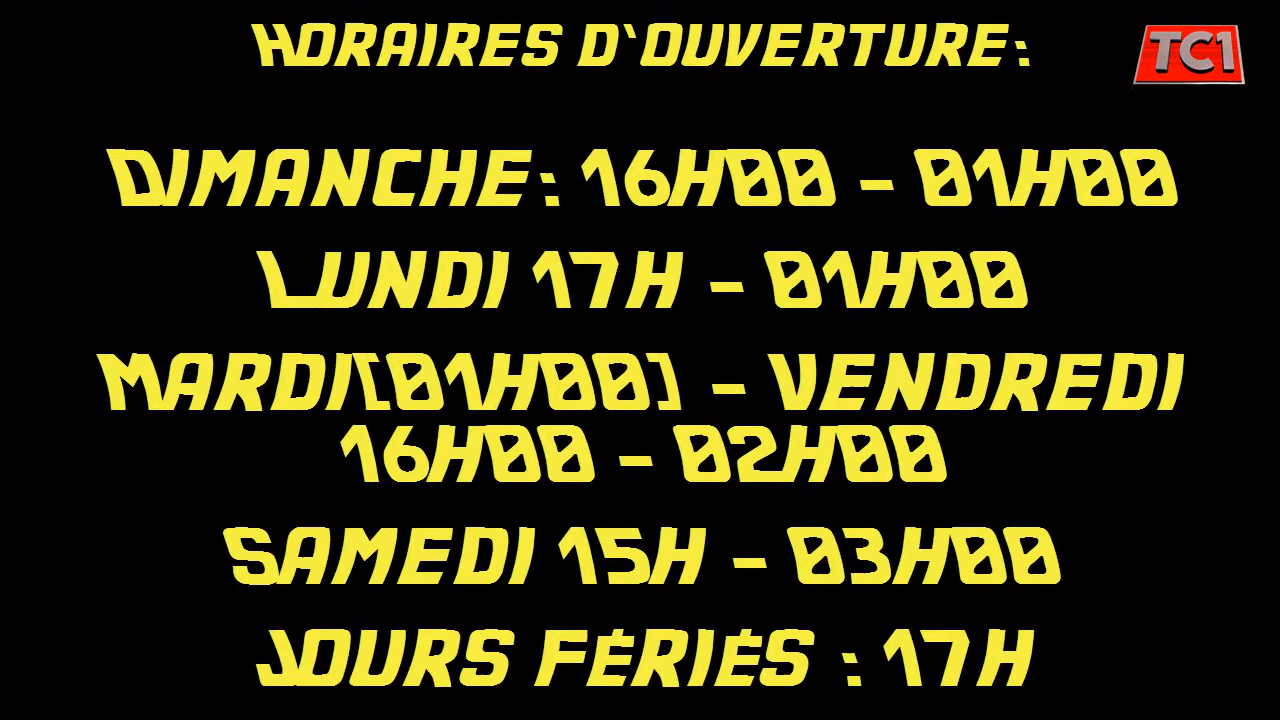 HORAIRES D'OUVERTURE:
TC1
DIMANCHE: 16H00 - 01H00
LUNDI 17H - 01H00
MARDI[01H00] - VENDREDI
16H00 - 02H00
SAMEDI 15H - 03H00
JOURS FÉRIÉS : 17H